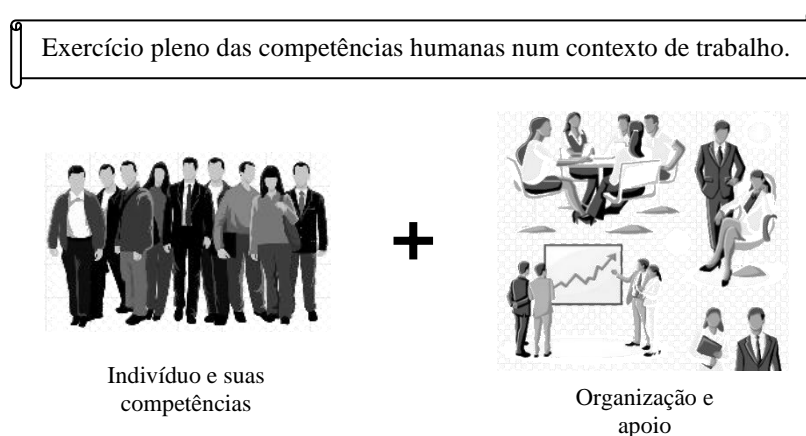 Exercício pleno das competências humanas num contexto de trabalho.
Indivíduo e suas
competências
Organização e
apoio